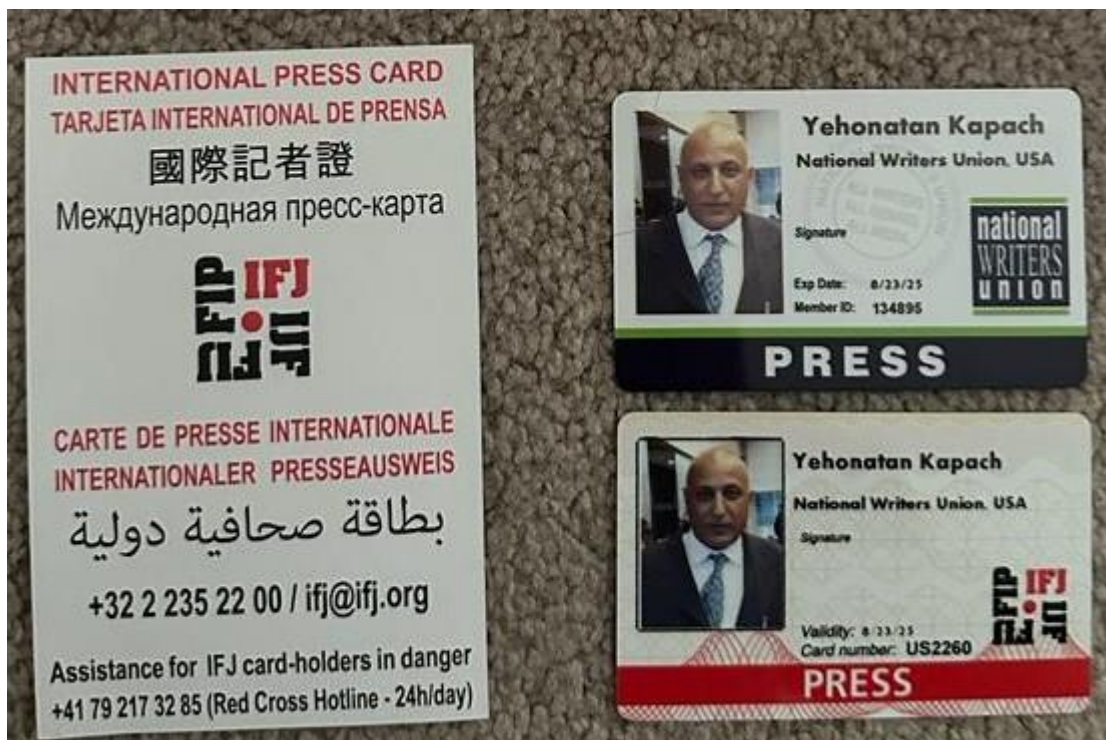 INTERNATIONAL PRESS CARD
TARJETA INTERNATIONAL DE PRENSA
國際記者證
Международная пресс-карта
FIP IFJ
FIJ IJF
CARTE DE PRESSE INTERNATIONALE
INTERNATIONALER PRESSEAUSWEIS
بطاقة صحافية دولية
+32 2 235 22 00 / ifj@ifj.org
Assistance for IFJ card-holders in danger
+41 79 217 32 85 (Red Cross Hotline - 24h/day)
Yehonatan Kapach
National Writers Union, USA
Signature
Exp Date: 8/23/25
Member ID: 134895
national
WRITERS
union
PRESS
Yehonatan Kapach
National Writers Union, USA
Signature
Validity: 8/23/25
Card number: US2260
FIP IFJ
PRESS